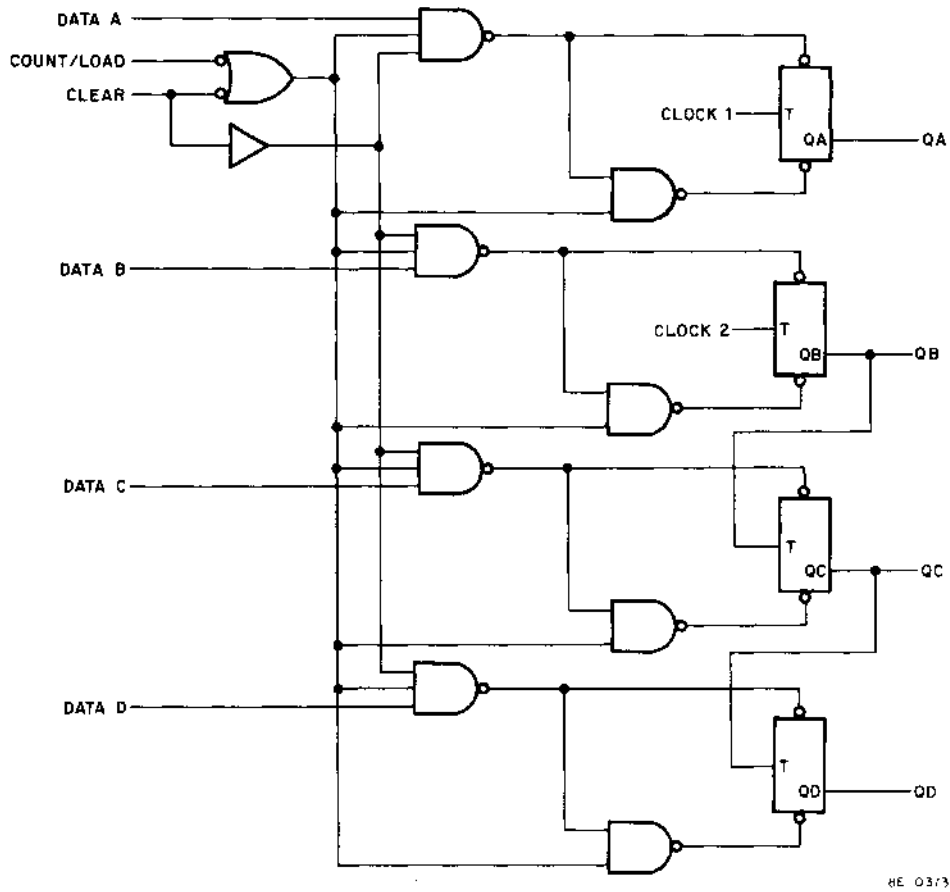 DATA A
COUNT/LOAD
CLEAR
CLOCK 1
T
QA
QA
DATA B
CLOCK 2
T
QB
QB
DATA C
T
QC
QC
DATA D
T
QD
QD